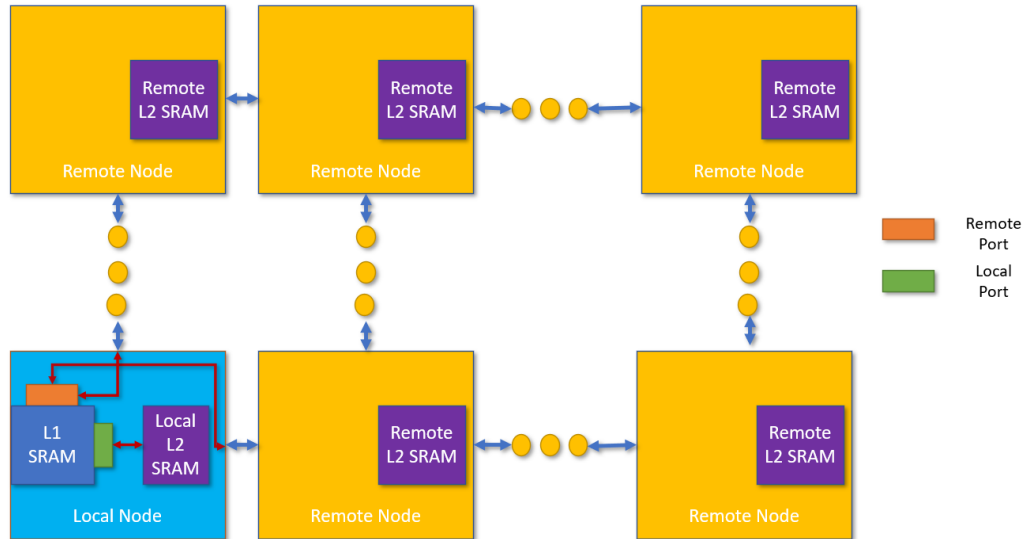 Remote
L2 SRAM
Remote Node
Remote
L2 SRAM
Remote Node
Remote
L2 SRAM
Remote Node
Remote
Port
Local
Port
L1
SRAM
Local
L2
SRAM
Local Node
Remote
L2 SRAM
Remote Node
Remote
L2 SRAM
Remote Node